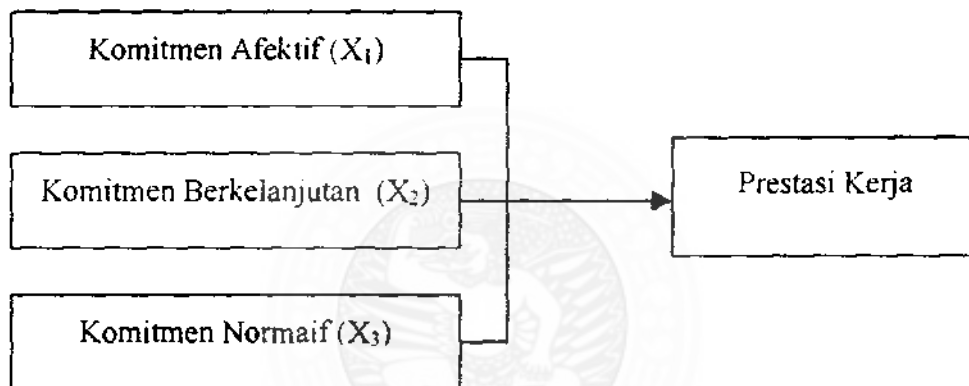 Komitmen Afektif (X₁)
Komitmen Berkelanjutan (X₂)
Prestasi Kerja
Komitmen Normaif (X₃)